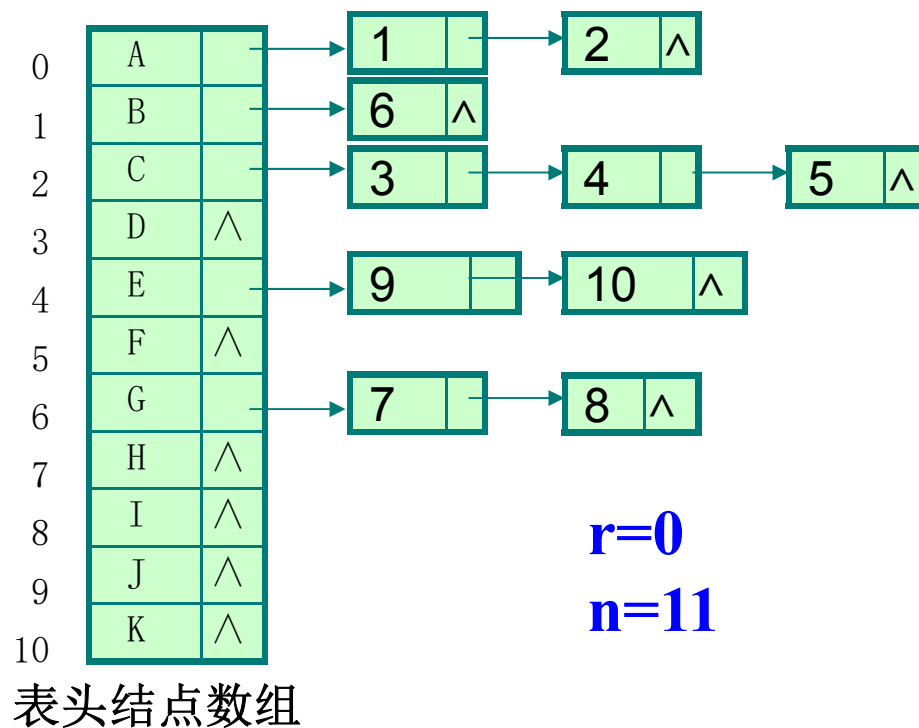 0 A 1 2 ∧
1 B 6 ∧
2 C 3 4 5 ∧
3 D ∧
4 E 9 10 ∧
5 F ∧
6 G 7 8 ∧
7 H ∧
8 I ∧
9 J ∧
10 K ∧
r=0
n=11
表头结点数组